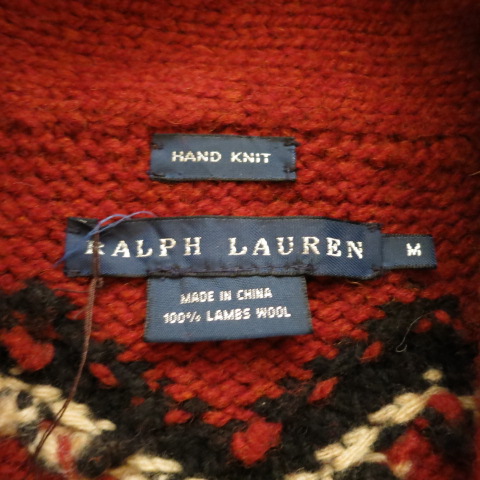 HAND KNIT
RALPH LAUREN
M
MADE IN CHINA
100% LAMBS WOOL